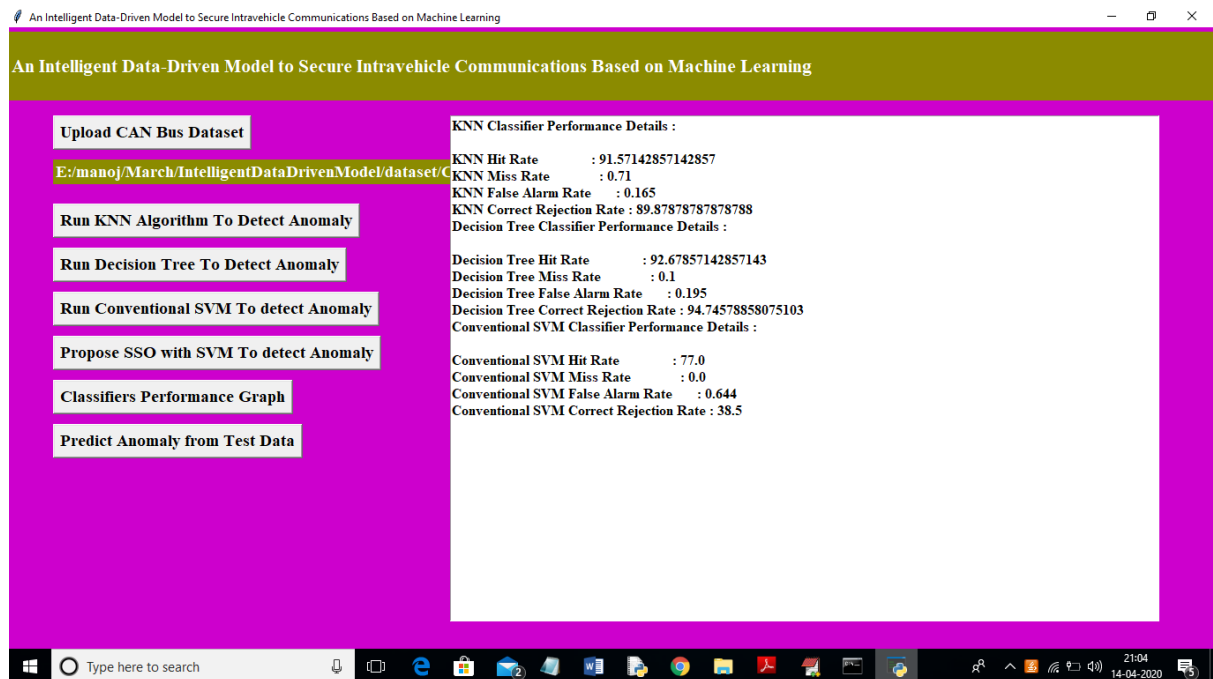 An Intelligent Data-Driven Model to Secure Intravehicle Communications Based on Machine Learning
An Intelligent Data-Driven Model to Secure Intravehicle Communications Based on Machine Learning
Upload CAN Bus Dataset
E:/manoj/March/IntelligentDataDrivenModel/dataset/C
Run KNN Algorithm To Detect Anomaly
Run Decision Tree To Detect Anomaly
Run Conventional SVM To detect Anomaly
Propose SSO with SVM To detect Anomaly
Classifiers Performance Graph
Predict Anomaly from Test Data
KNN Classifier Performance Details :
KNN Hit Rate : 91.57142857142857
KNN Miss Rate : 0.71
KNN False Alarm Rate : 0.165
KNN Correct Rejection Rate : 89.87878787878788
Decision Tree Classifier Performance Details :
Decision Tree Hit Rate : 92.67857142857143
Decision Tree Miss Rate : 0.1
Decision Tree False Alarm Rate : 0.195
Decision Tree Correct Rejection Rate : 94.74578858075103
Conventional SVM Classifier Performance Details :
Conventional SVM Hit Rate : 77.0
Conventional SVM Miss Rate : 0.0
Conventional SVM False Alarm Rate : 0.644
Conventional SVM Correct Rejection Rate : 38.5
Type here to search
2
21:04
14-04-2020
5